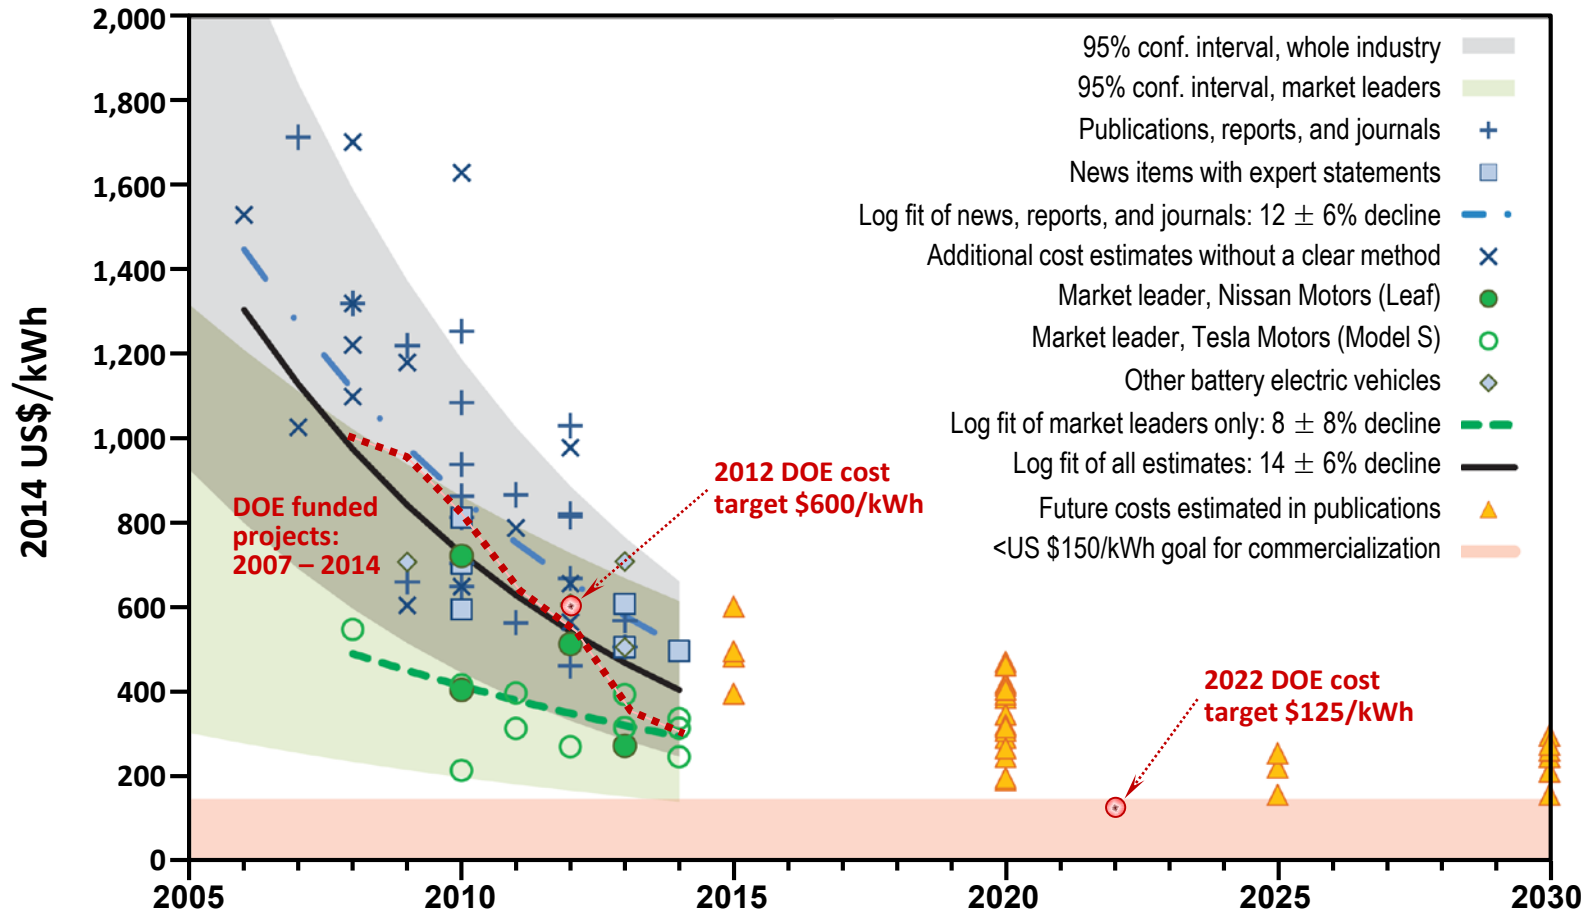 2,000
1,800
1,600
1,400
1,200
1,000
800
600
400
200
0
2014 US$/kWh
95% conf. interval, whole industry
95% conf. interval, market leaders
Publications, reports, and journals
News items with expert statements
Log fit of news, reports, and journals: 12 ± 6% decline
Additional cost estimates without a clear method
Market leader, Nissan Motors (Leaf)
Market leader, Tesla Motors (Model S)
Other battery electric vehicles
Log fit of market leaders only: 8 ± 8% decline
Log fit of all estimates: 14 ± 6% decline
Future costs estimated in publications
<US $150/kWh goal for commercialization
2012 DOE cost
target $600/kWh
DOE funded
projects:
2007 – 2014
2022 DOE cost
target $125/kWh
2005
2010
2015
2020
2025
2030